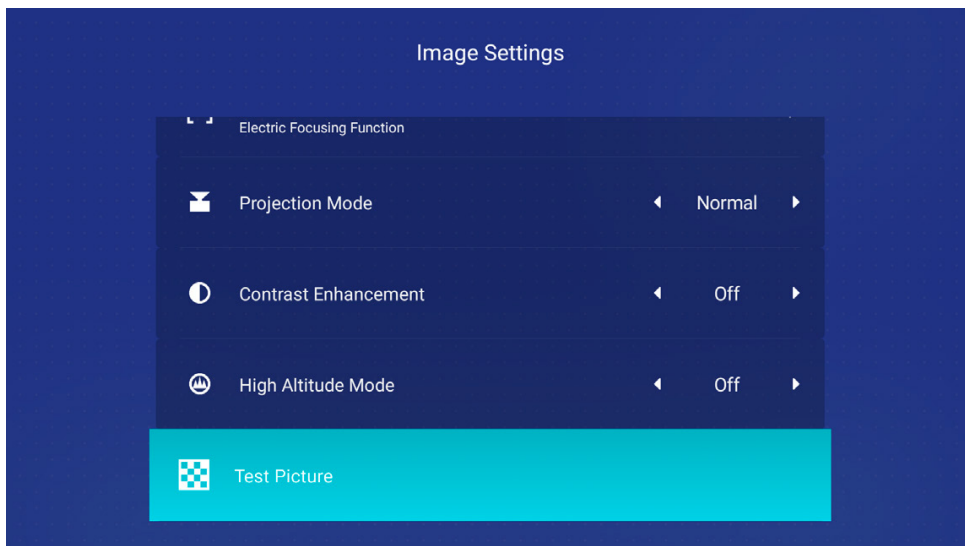 Image Settings
Electric Focusing Function
Projection Mode
Normal
Contrast Enhancement
Off
High Altitude Mode
Off
Test Picture